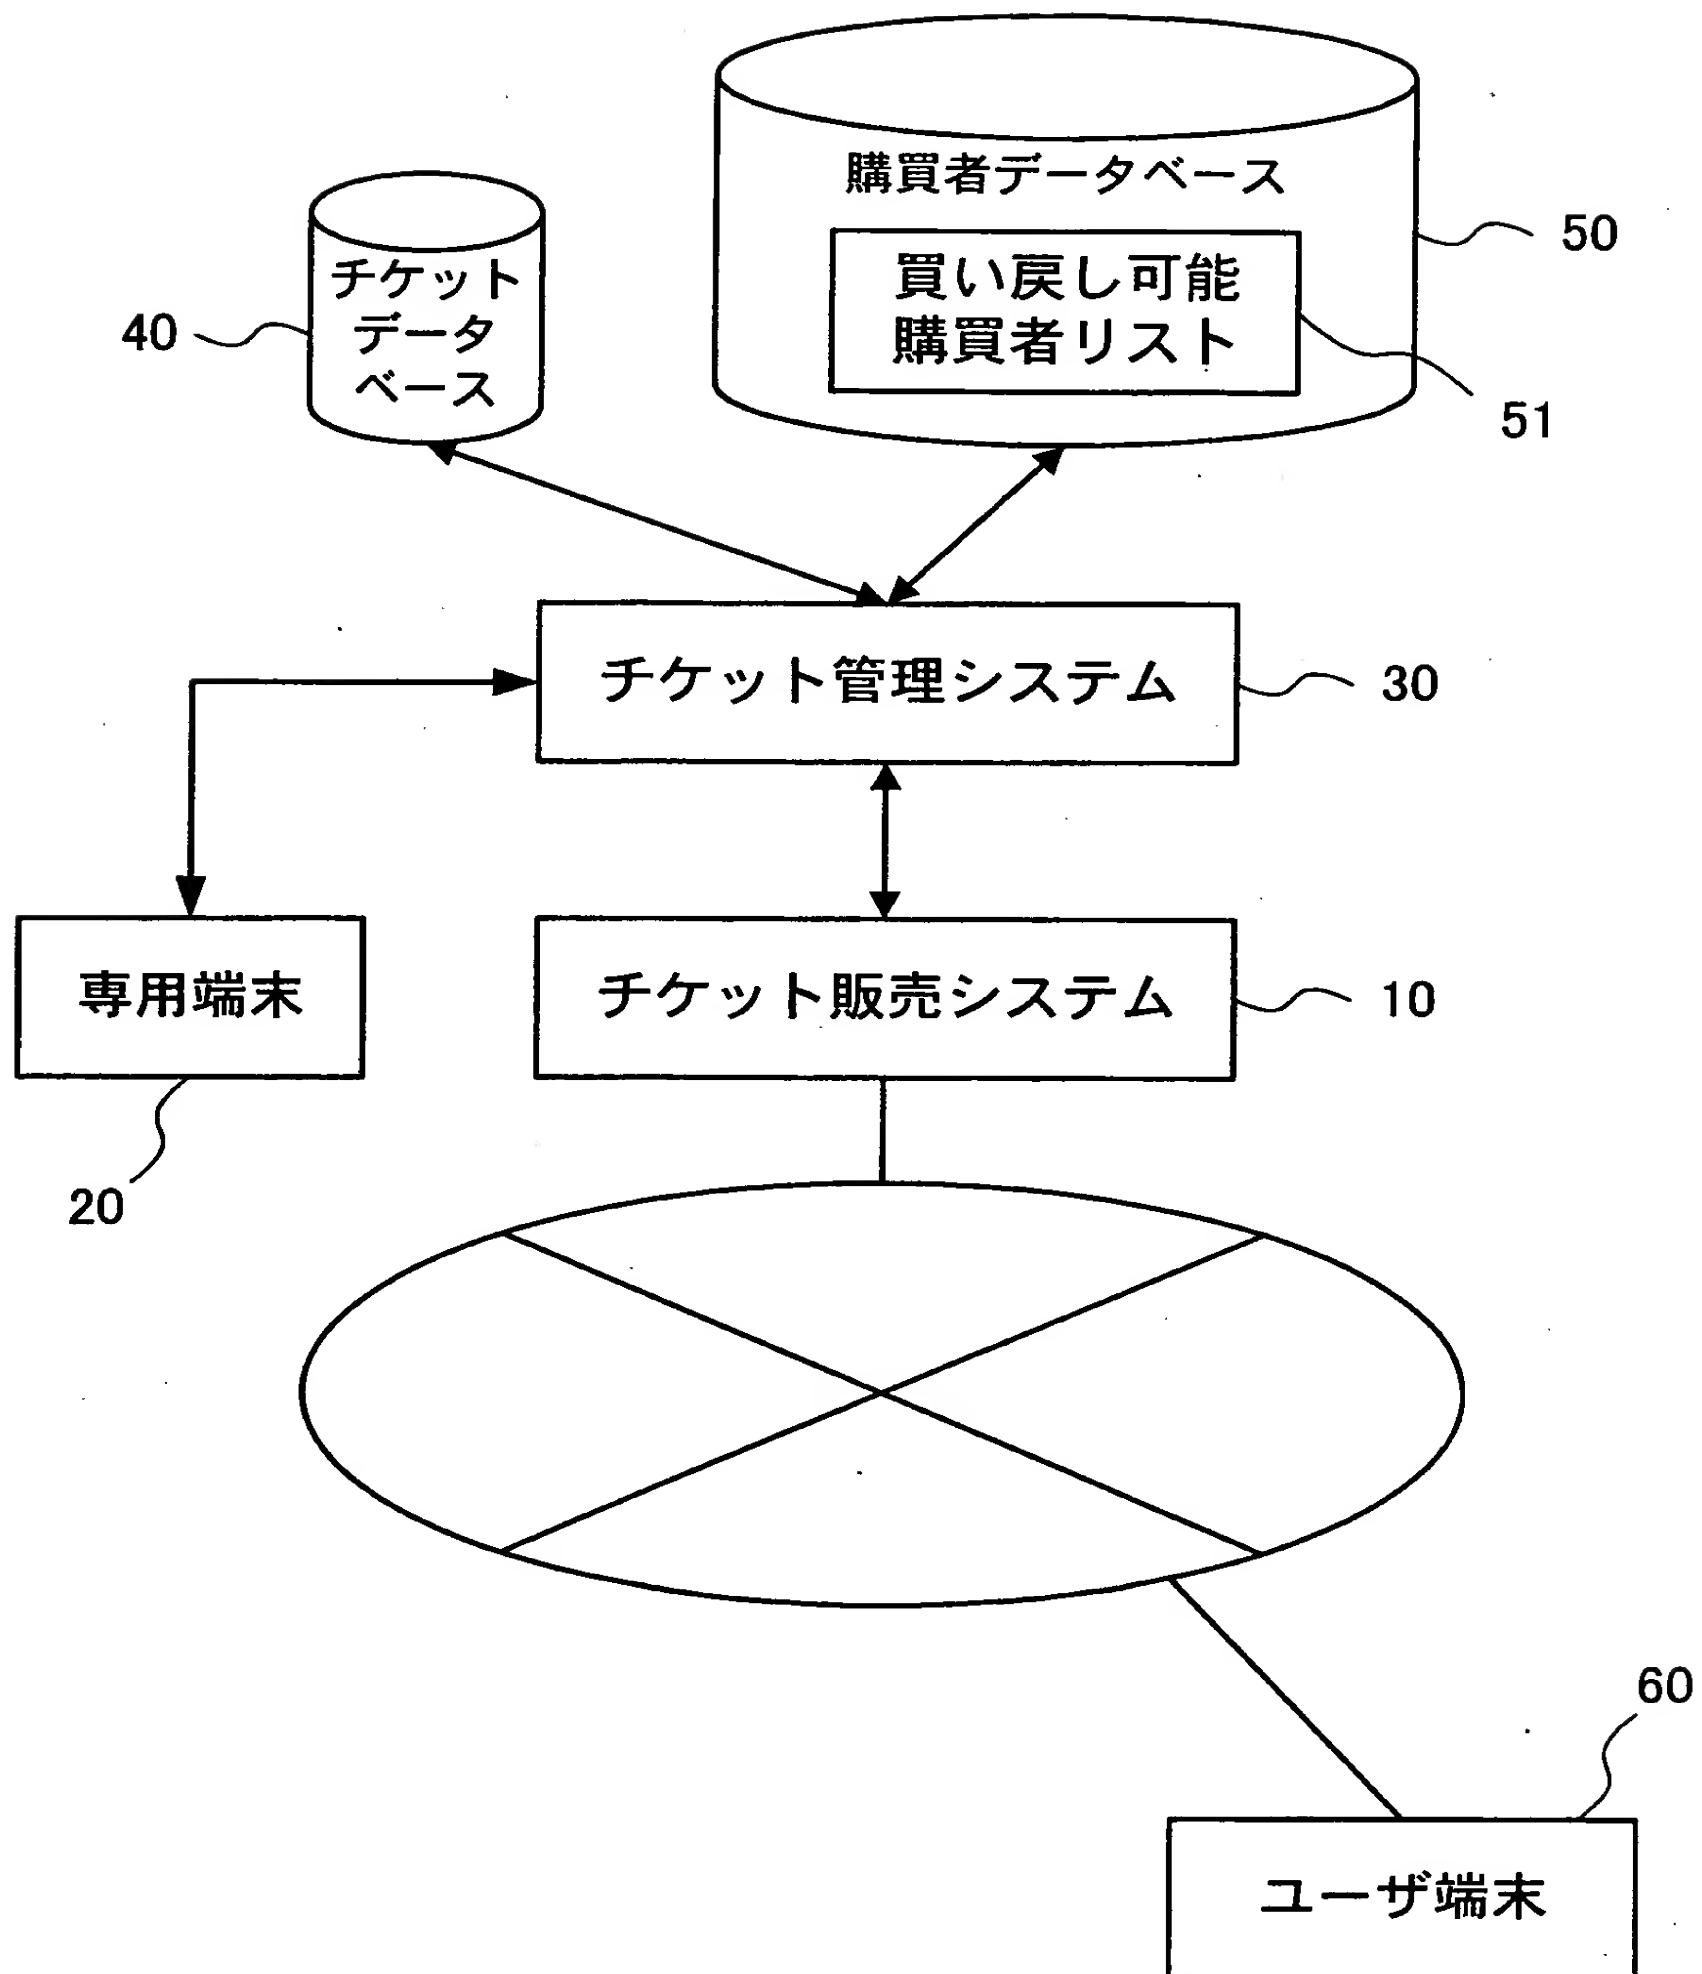 購買者データベース
50
買い戻し可能
購買者リスト
51
チケット
データ
ベース
40
チケット管理システム
30
専用端末
20
チケット販売システム
10
60
ユーザ端末